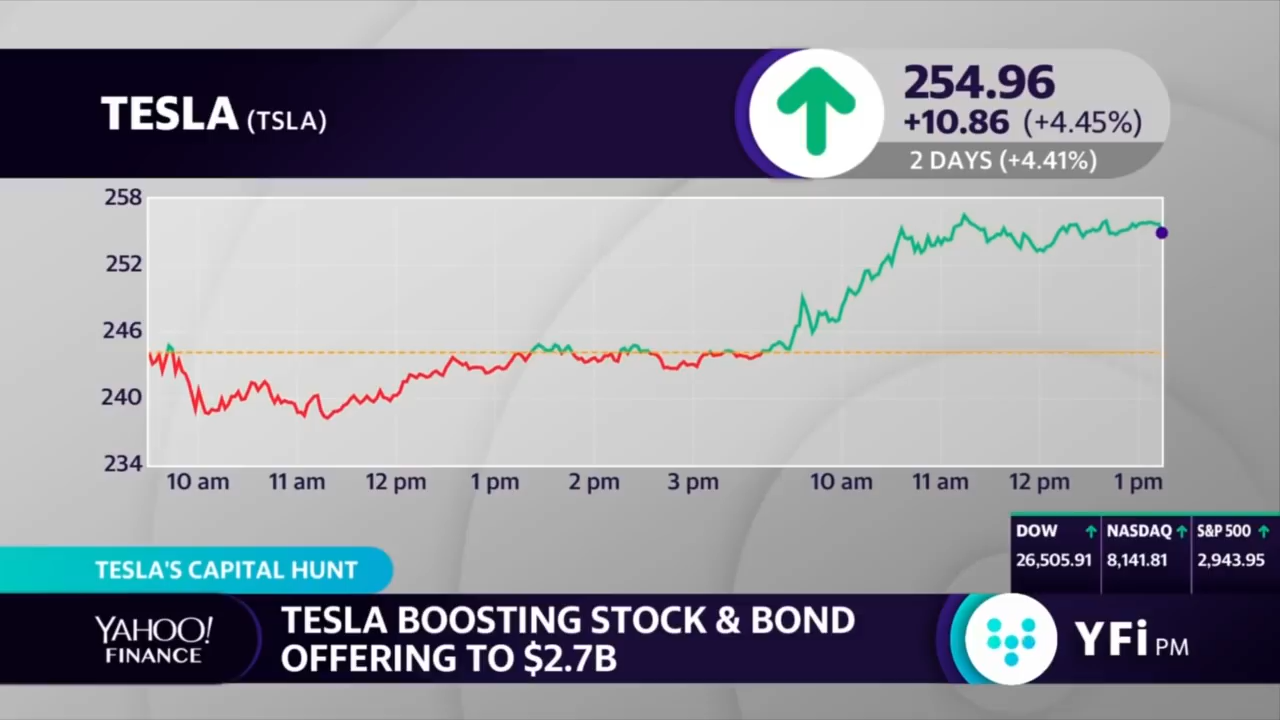 TESLA (TSLA)
254.96
+10.86 (+4.45%)
2 DAYS (+4.41%)
258
252
246
240
234
10 am 11 am 12 pm 1 pm 2 pm 3 pm 10 am 11 am 12 pm 1 pm
DOW NASDAQ S&P 500
26,505.91 8,141.81 2,943.95
TESLA'S CAPITAL HUNT
YAHOO!
FINANCE
TESLA BOOSTING STOCK & BOND
OFFERING TO $2.7B
YFi PM